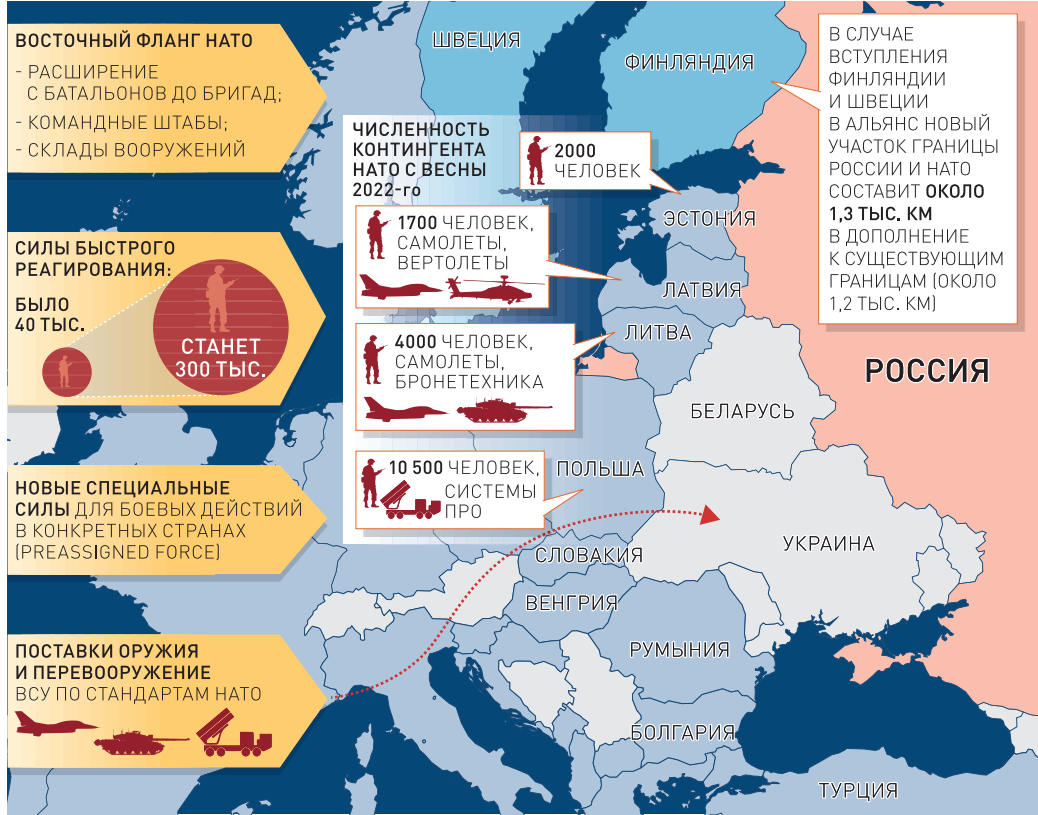 ВОСТОЧНЫЙ ФЛАНГ НАТО
- РАСШИРЕНИЕ
С БАТАЛЬОНОВ ДО БРИГАД;
- КОМАНДНЫЕ ШТАБЫ;
- СКЛАДЫ ВООРУЖЕНИЙ
СИЛЫ БЫСТРОГО
РЕАГИРОВАНИЯ:
БЫЛО
40 ТЫС.
СТАНЕТ
300 ТЫС.
НОВЫЕ СПЕЦИАЛЬНЫЕ
СИЛЫ ДЛЯ БОЕВЫХ ДЕЙСТВИЙ
В КОНКРЕТНЫХ СТРАНАХ
(PREASSIGNED FORCE)
ПОСТАВКИ ОРУЖИЯ
И ПЕРЕВООРУЖЕНИЕ
ВСУ ПО СТАНДАРТАМ НАТО
ЧИСЛЕННОСТЬ
КОНТИНГЕНТА
НАТО С ВЕСНЫ
2022-го
2000
ЧЕЛОВЕК
1700 ЧЕЛОВЕК,
САМОЛЕТЫ,
ВЕРТОЛЕТЫ
4000 ЧЕЛОВЕК,
САМОЛЕТЫ,
БРОНЕТЕХНИКА
10 500 ЧЕЛОВЕК,
СИСТЕМЫ
ПРО
ШВЕЦИЯ
ФИНЛЯНДИЯ
ЭСТОНИЯ
ЛАТВИЯ
ЛИТВА
РОССИЯ
БЕЛАРУСЬ
ПОЛЬША
УКРАИНА
СЛОВАКИЯ
ВЕНГРИЯ
РУМЫНИЯ
БОЛГАРИЯ
ТУРЦИЯ
В СЛУЧАЕ
ВСТУПЛЕНИЯ
ФИНЛЯНДИИ
И ШВЕЦИИ
В АЛЬЯНС НОВЫЙ
УЧАСТОК ГРАНИЦЫ
РОССИИ И НАТО
СОСТАВИТ ОКОЛО
1,3 ТЫС. КМ
В ДОПОЛНЕНИЕ
К СУЩЕСТВУЮЩИМ
ГРАНИЦАМ (ОКОЛО
1,2 ТЫС. КМ)